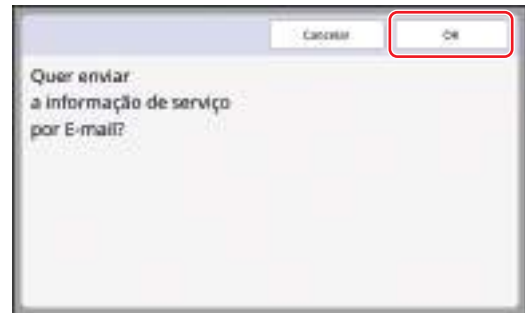 Cancelar
OK
Quer enviar
a informação de serviço
por E-mail?